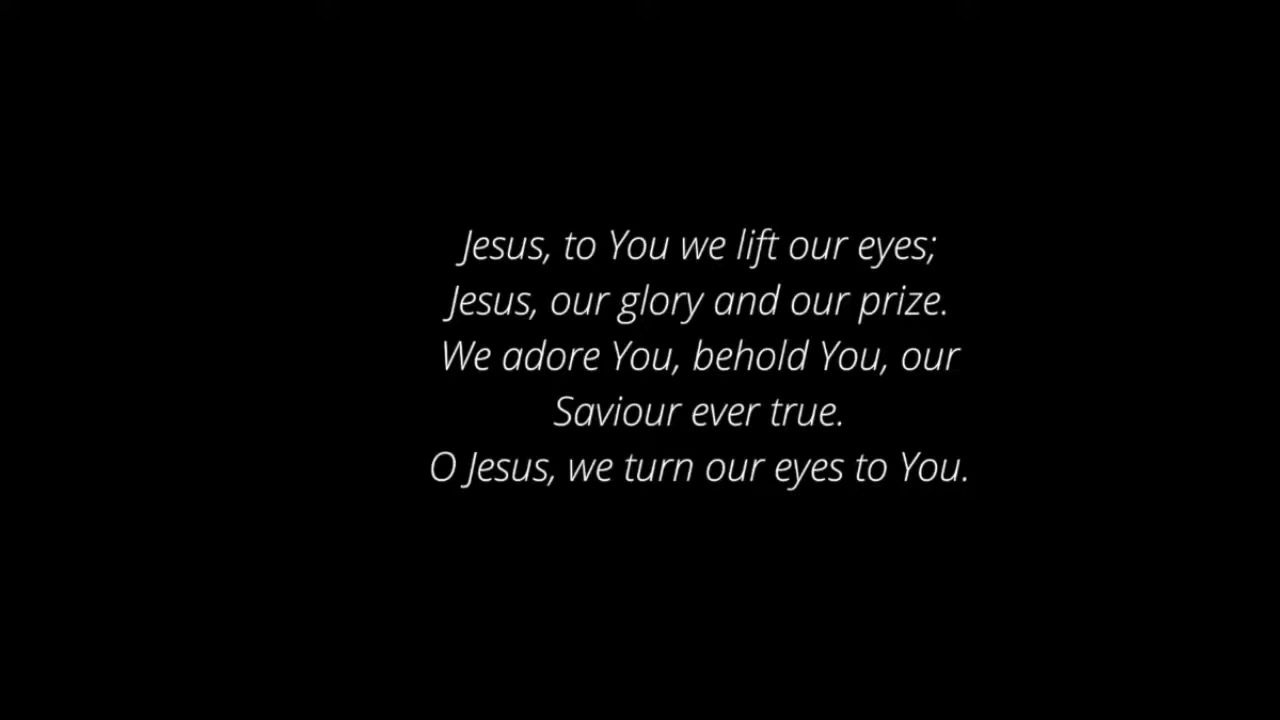 Jesus, to You we lift our eyes;
Jesus, our glory and our prize.
We adore You, behold You, our
Saviour ever true.
O Jesus, we turn our eyes to You.